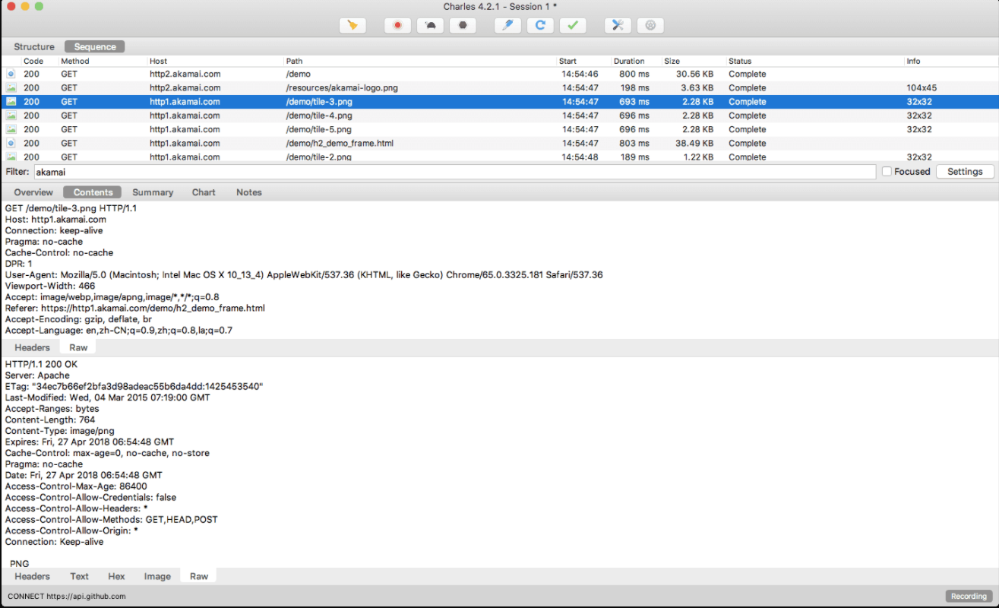 Charles 4.2.1 - Session 1 *
Structure Sequence
Code Method Host Path Start Duration Size Status Info
200 GET http2.akamai.com /demo 14:54:46 800 ms 30.56 KB Complete
200 GET http2.akamai.com /resources/akamai-logo.png 14:54:47 198 ms 3.63 KB Complete 104x45
200 GET http1.akamai.com /demo/tile-3.png 14:54:47 693 ms 2.28 KB Complete 32x32
200 GET http1.akamai.com /demo/tile-4.png 14:54:47 696 ms 2.28 KB Complete 32x32
200 GET http1.akamai.com /demo/tile-5.png 14:54:47 696 ms 2.28 KB Complete 32x32
200 GET http1.akamai.com /demo/h2_demo_frame.html 14:54:47 803 ms 38.49 KB Complete
200 GET http1.akamai.com /demo/tile-2.png 14:54:48 189 ms 1.22 KB Complete 32x32
Filter: akamai Focused Settings
Overview Contents Summary Chart Notes
GET /demo/tile-3.png HTTP/1.1
Host: http1.akamai.com
Connection: keep-alive
Pragma: no-cache
Cache-Control: no-cache
DPR: 1
User-Agent: Mozilla/5.0 (Macintosh; Intel Mac OS X 10_13_4) AppleWebKit/537.36 (KHTML, like Gecko) Chrome/65.0.3325.181 Safari/537.36
Viewport-Width: 466
Accept: image/webp,image/apng,image/*,*/*;q=0.8
Referer: https://http1.akamai.com/demo/h2_demo_frame.html
Accept-Encoding: gzip, deflate, br
Accept-Language: en,zh-CN;q=0.9,zh;q=0.8,la;q=0.7
Headers Raw
HTTP/1.1 200 OK
Server: Apache
ETag: "34ec7b66ef2bfa3d98adeac55b6da4dd:1425453540"
Last-Modified: Wed, 04 Mar 2015 07:19:00 GMT
Accept-Ranges: bytes
Content-Length: 764
Content-Type: image/png
Expires: Fri, 27 Apr 2018 06:54:48 GMT
Cache-Control: max-age=0, no-cache, no-store
Pragma: no-cache
Date: Fri, 27 Apr 2018 06:54:48 GMT
Access-Control-Max-Age: 86400
Access-Control-Allow-Credentials: false
Access-Control-Allow-Headers: *
Access-Control-Allow-Methods: GET,HEAD,POST
Access-Control-Allow-Origin: *
Connection: Keep-alive
PNG
Headers Text Hex Image Raw
CONNECT https://api.github.com Recording